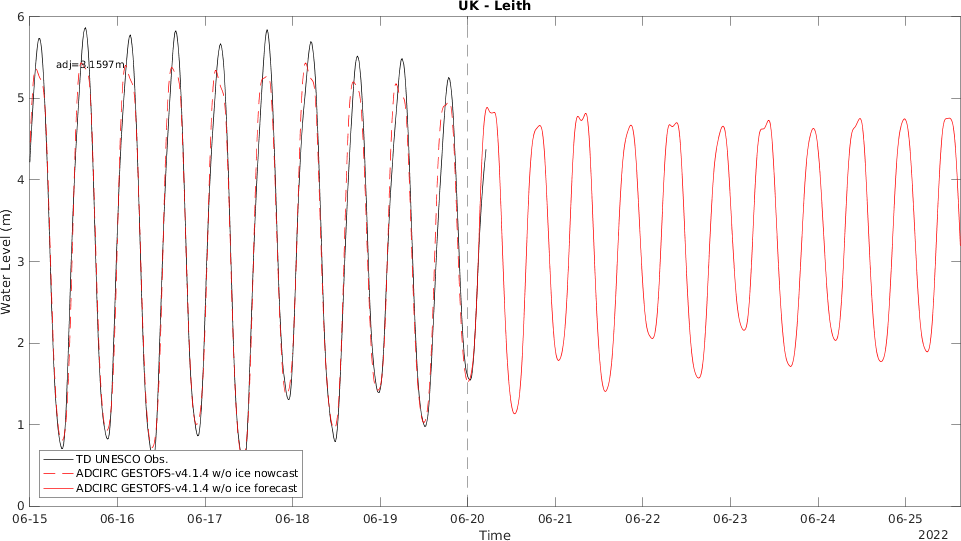 UK - Leith
6
adj=3.1597m
5
4
3
2
1
0
Water Level (m)
TD UNESCO Obs.
ADCIRC GESTOFS-v4.1.4 w/o ice nowcast
ADCIRC GESTOFS-v4.1.4 w/o ice forecast
06-15 06-16 06-17 06-18 06-19 06-20 06-21 06-22 06-23 06-24 06-25
Time
2022